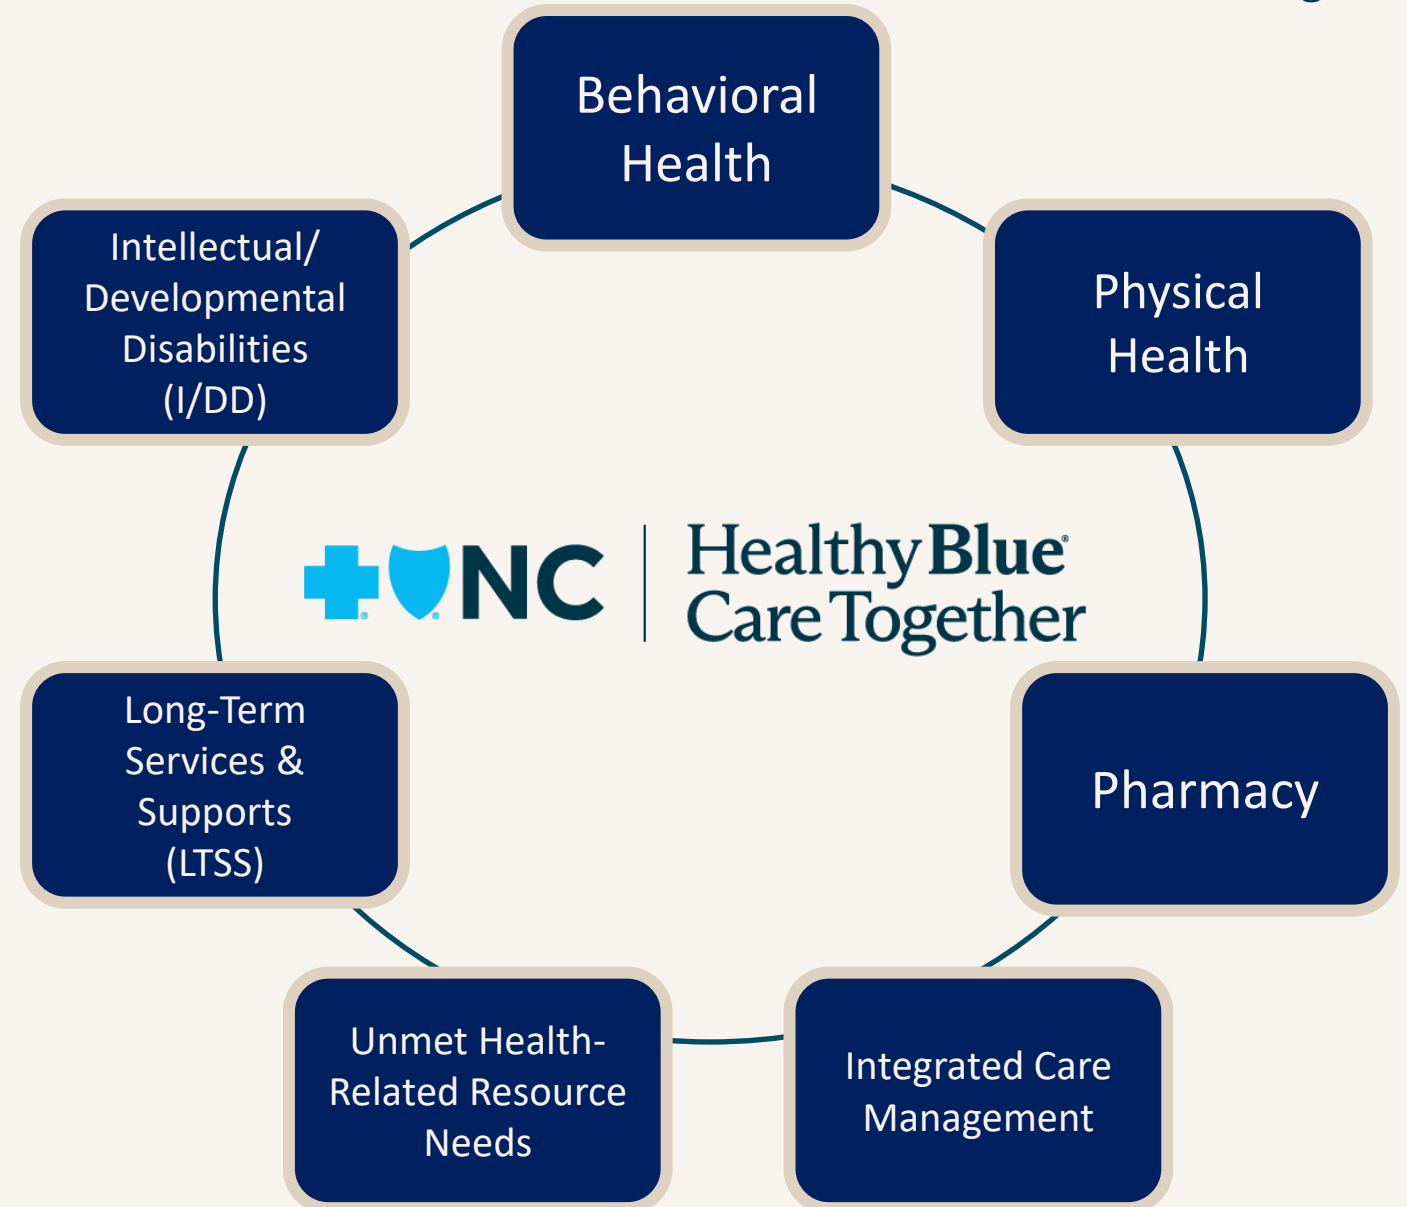 Behavioral
Health
Physical
Health
Pharmacy
Integrated Care
Management
Unmet Health-
Related Resource
Needs
Long-Term
Services &
Supports
(LTSS)
Intellectual/
Developmental
Disabilities
(I/DD)
® ® NC
Healthy Blue®
Care Together